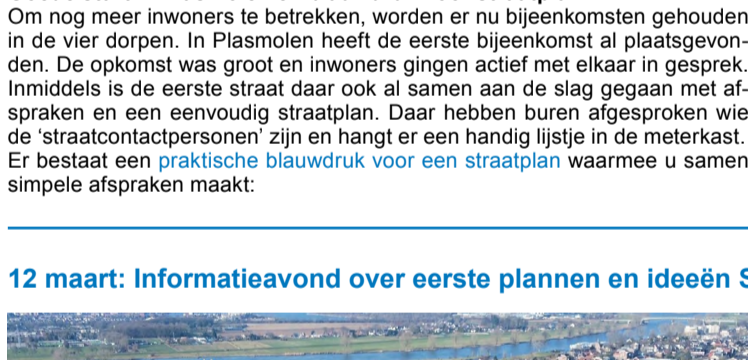 Om nog meer inwoners te betrekken, worden er nu bijeenkomsten gehouden
in de vier dorpen. In Plasmolen heeft de eerste bijeenkomst al plaatsgevon-
den. De opkomst was groot en inwoners gingen actief met elkaar in gesprek.
Inmiddels is de eerste straat daar ook al samen aan de slag gegaan met af-
spraken en een eenvoudig straatplan. Daar hebben buren afgesproken wie
de ‘straatcontactpersonen’ zijn en hangt er een handig lijstje in de meterkast.
Er bestaat een praktische blauwdruk voor een straatplan waarmee u samen
simpele afspraken maakt:
12 maart: Informatieavond over eerste plannen en ideeën